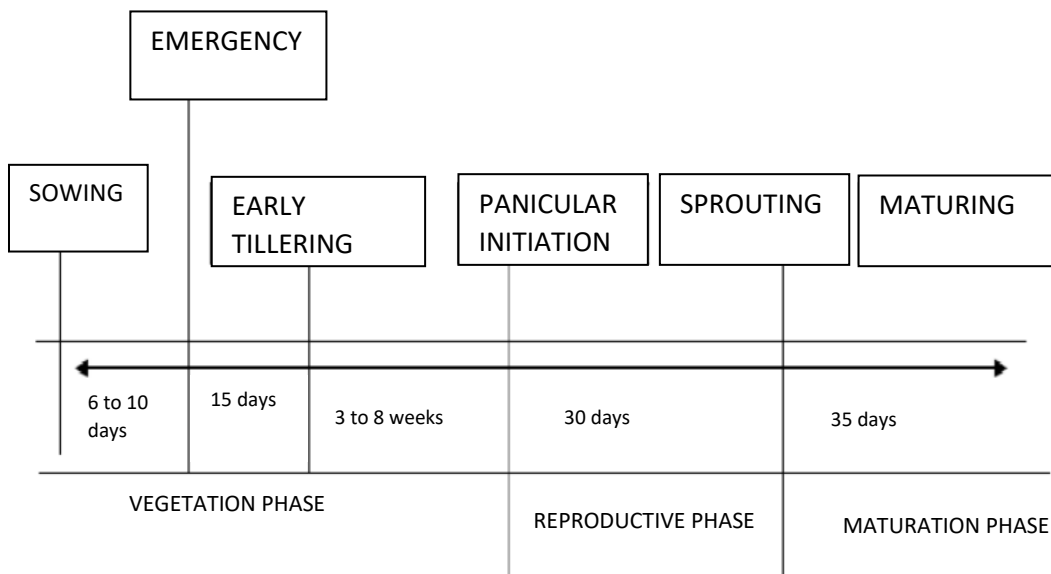 EMERGENCY
SOWING
EARLY
TILLERING
PANICULAR
INITIATION
SPROUTING
MATURING
6 to 10
days
15 days
3 to 8 weeks
30 days
35 days
VEGETATION PHASE
REPRODUCTIVE PHASE
MATURATION PHASE